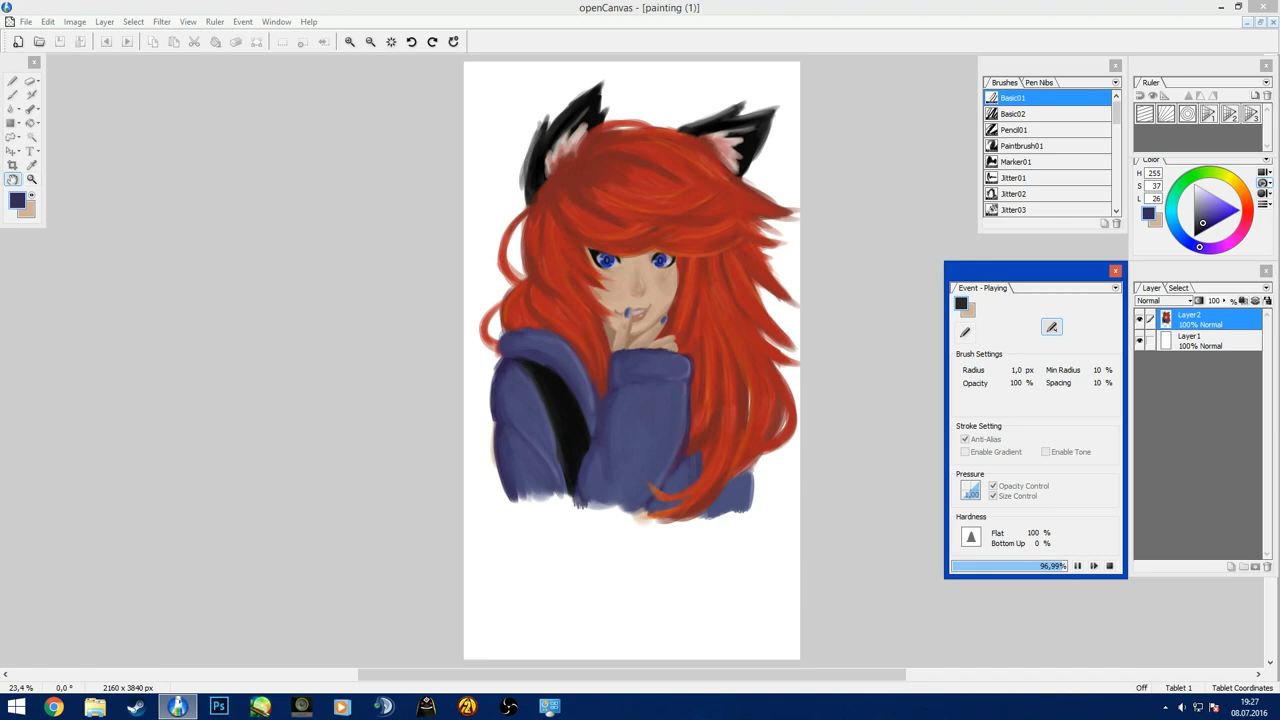 openCanvas - [painting (1)]
File Edit Image Layer Select Filter View Ruler Event Window Help
Brushes Pen Nibs
Basic01
Basic02
Pencil01
Paintbrush01
Marker01
Jitter01
Jitter02
Jitter03
Ruler
Color
H 255
S 37
L 26
Event - Playing
Brush Settings
Radius 1,0 px Min Radius 10 %
Opacity 100 % Spacing 10 %
Stroke Setting
Anti-Alias
Enable Gradient Enable Tone
Pressure
1,00
Opacity Control
Size Control
Hardness
Flat 100 %
Bottom Up 0 %
96,99%
Layer Select
Normal 100 %
Layer2
100% Normal
Layer1
100% Normal
23,4 % 0,0 ° 2160 x 3840 px Off Tablet 1 Tablet Coordinates
Ps
19:27
08.07.2016